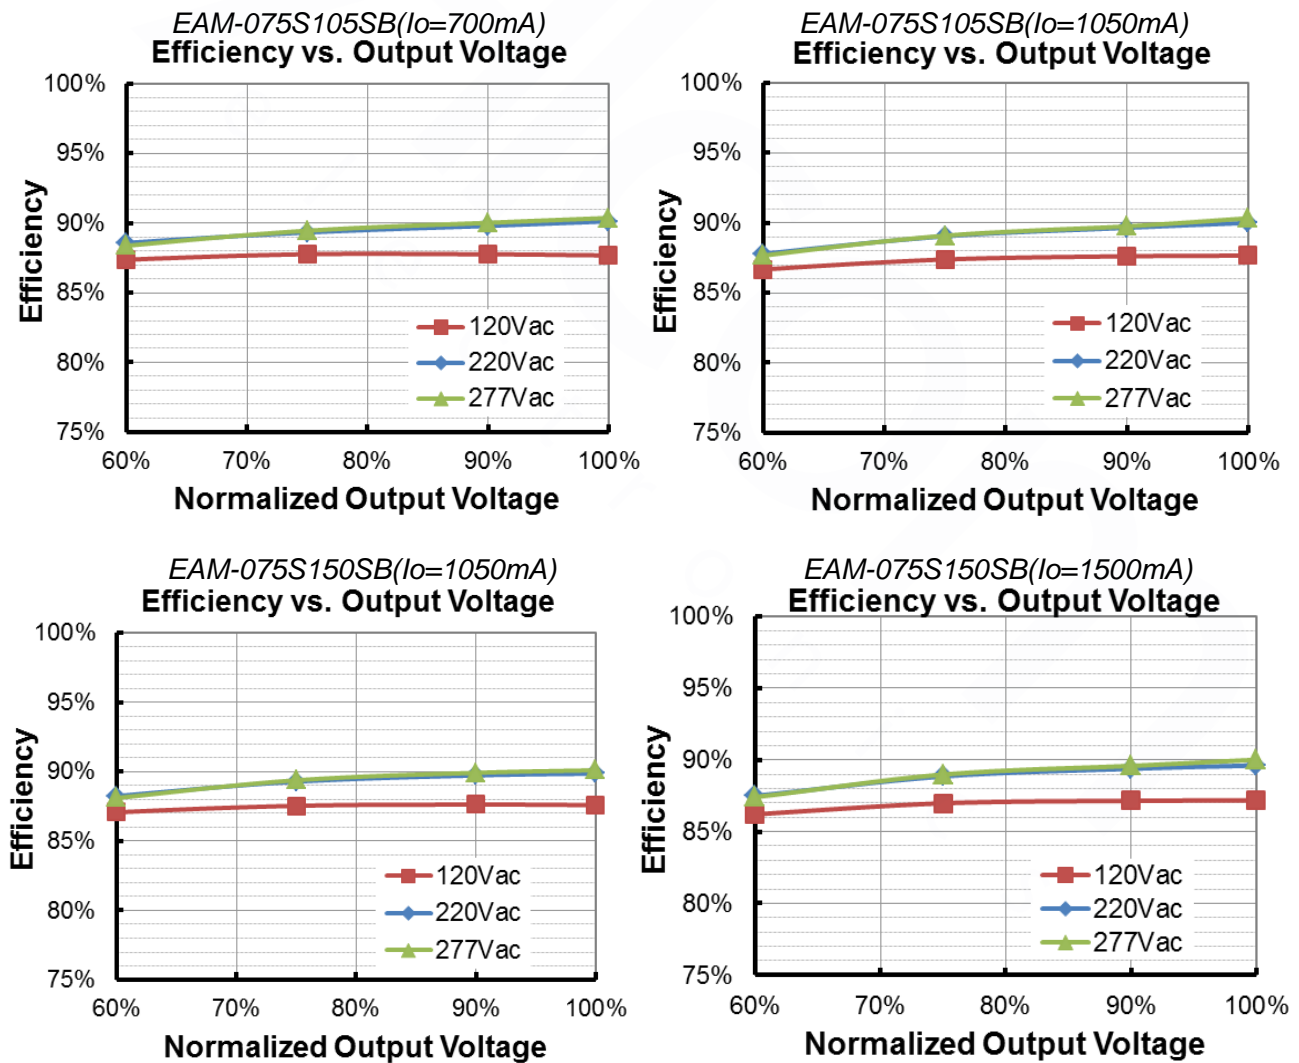 EAM-075S105SB(Io=700mA)
Efficiency vs. Output Voltage
100%
95%
90%
85%
80%
75%
Efficiency
120Vac
220Vac
277Vac
60%
70%
80%
90%
100%
Normalized Output Voltage
EAM-075S105SB(Io=1050mA)
Efficiency vs. Output Voltage
100%
95%
90%
85%
80%
75%
Efficiency
120Vac
220Vac
277Vac
60%
70%
80%
90%
100%
Normalized Output Voltage
EAM-075S150SB(Io=1050mA)
Efficiency vs. Output Voltage
100%
95%
90%
85%
80%
75%
Efficiency
120Vac
220Vac
277Vac
60%
70%
80%
90%
100%
Normalized Output Voltage
EAM-075S150SB(Io=1500mA)
Efficiency vs. Output Voltage
100%
95%
90%
85%
80%
75%
Efficiency
120Vac
220Vac
277Vac
60%
70%
80%
90%
100%
Normalized Output Voltage